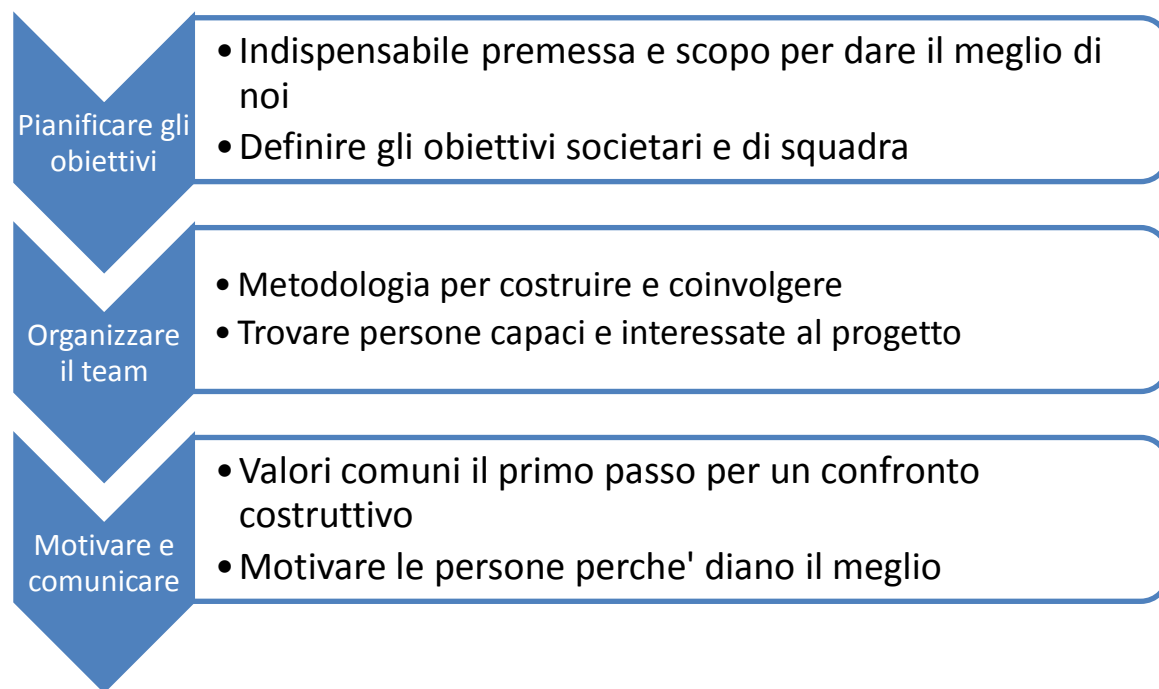 Pianificare gli
obiettivi
• Indispensabile premessa e scopo per dare il meglio di
noi
• Definire gli obiettivi societari e di squadra
Organizzare
il team
• Metodologia per costruire e coinvolgere
• Trovare persone capaci e interessate al progetto
Motivare e
comunicare
• Valori comuni il primo passo per un confronto
costruttivo
• Motivare le persone perche' diano il meglio